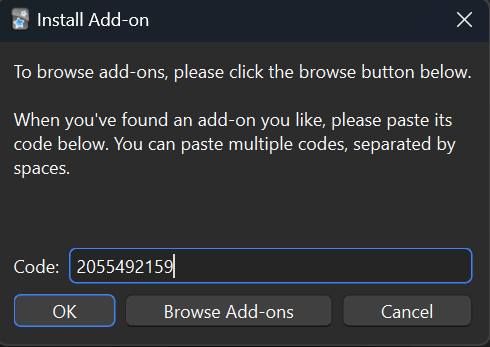 Install Add-on
To browse add-ons, please click the browse button below.
When you've found an add-on you like, please paste its
code below. You can paste multiple codes, separated by
spaces.
Code: 2055492159
OK Browse Add-ons Cancel